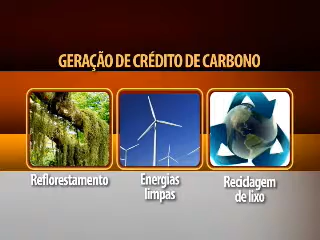 GERAÇÃO DE CRÉDITO DE CARBONO
Reflorestamento
Energias
limpas
Reciclagem
de lixo